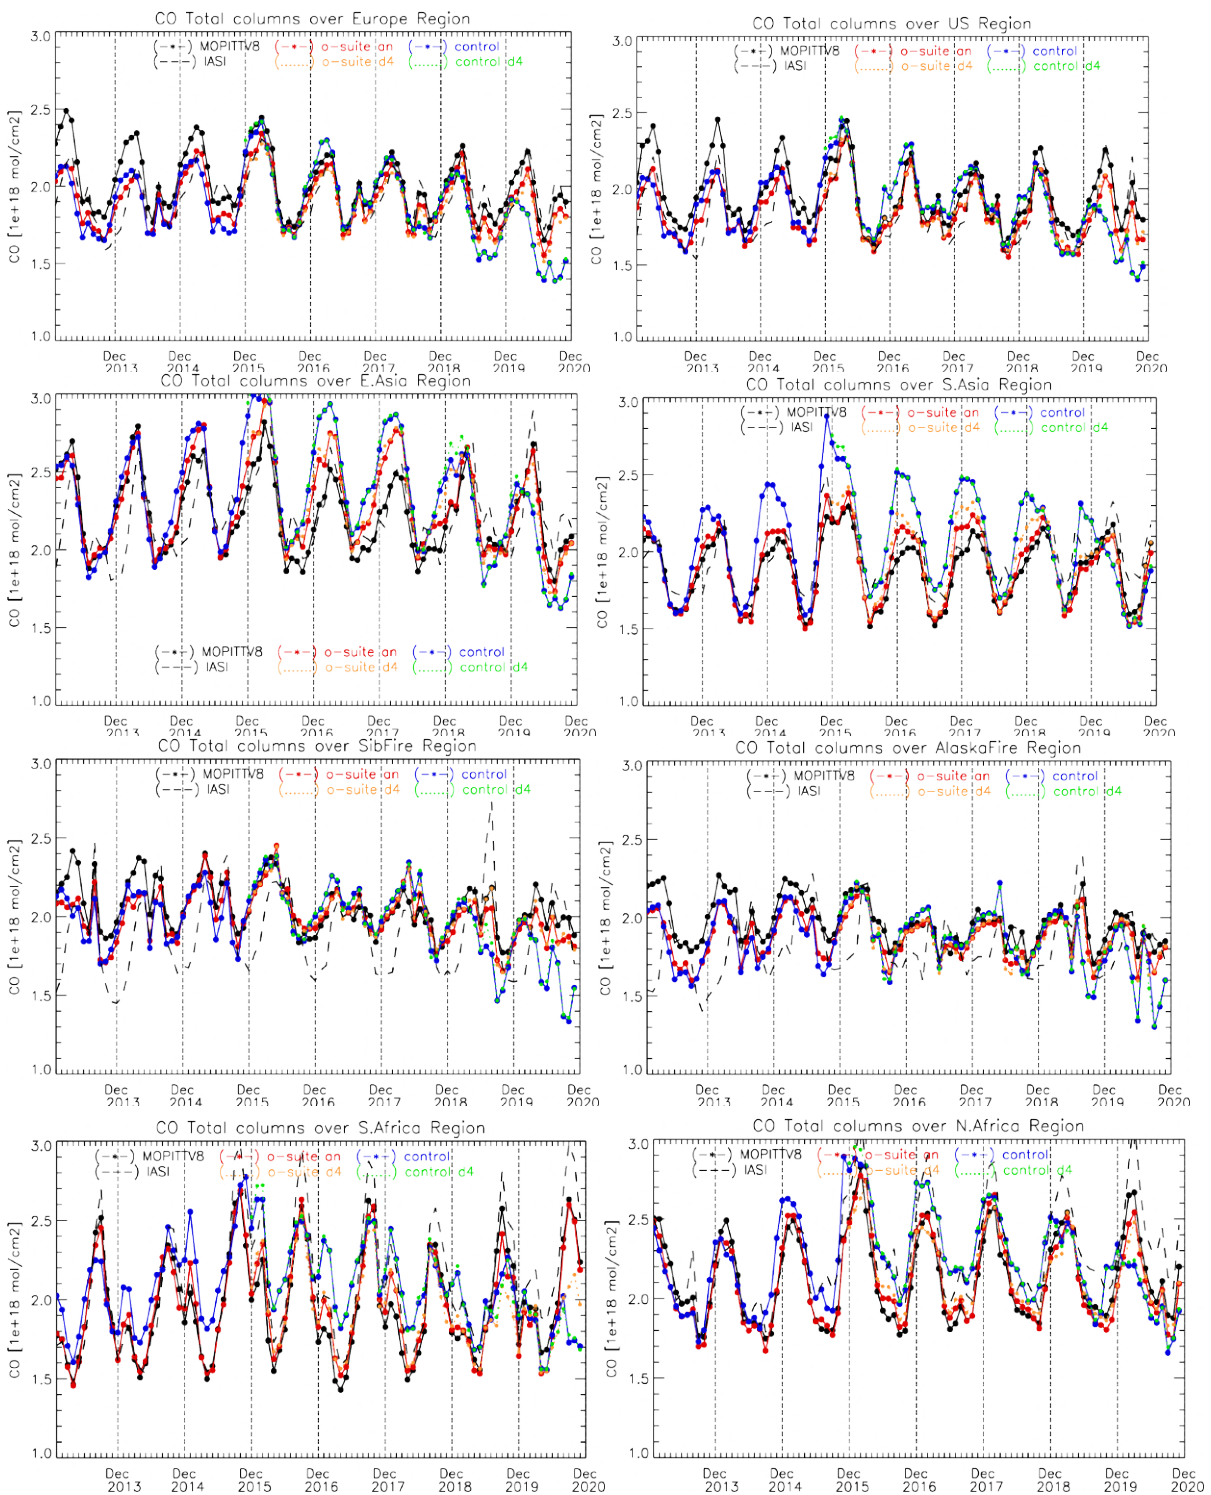 CO Total columns over Europe Region
3.0
2.5
2.0
1.5
1.0
CO [1e+18 mol/cm2]
(-*-) MOPITTV8 (-*-) o-suite an (-*-) control
(— —) IASI (......) o-suite d4 (......) control d4
Dec 2013 Dec 2014 Dec 2015 Dec 2016 Dec 2017 Dec 2018 Dec 2019 Dec 2020
CO Total columns over US Region
3.0
2.5
2.0
1.5
1.0
CO [1e+18 mol/cm2]
(-*-) MOPITTV8 (-*-) o-suite an (-*-) control
(— —) IASI (......) o-suite d4 (......) control d4
Dec 2013 Dec 2014 Dec 2015 Dec 2016 Dec 2017 Dec 2018 Dec 2019 Dec 2020
CO Total columns over E.Asia Region
3.0
2.5
2.0
1.5
1.0
CO [1e+18 mol/cm2]
(-*-) MOPITTV8 (-*-) o-suite an (-*-) control
(— —) IASI (......) o-suite d4 (......) control d4
Dec 2013 Dec 2014 Dec 2015 Dec 2016 Dec 2017 Dec 2018 Dec 2019 Dec 2020
CO Total columns over S.Asia Region
3.0
2.5
2.0
1.5
1.0
CO [1e+18 mol/cm2]
(-*-) MOPITTV8 (-*-) o-suite an (-*-) control
(— —) IASI (......) o-suite d4 (......) control d4
Dec 2013 Dec 2014 Dec 2015 Dec 2016 Dec 2017 Dec 2018 Dec 2019 Dec 2020
CO Total columns over SibFire Region
3.0
2.5
2.0
1.5
1.0
CO [1e+18 mol/cm2]
(-*-) MOPITTV8 (-*-) o-suite an (-*-) control
(— —) IASI (......) o-suite d4 (......) control d4
Dec 2013 Dec 2014 Dec 2015 Dec 2016 Dec 2017 Dec 2018 Dec 2019 Dec 2020
CO Total columns over AlaskaFire Region
3.0
2.5
2.0
1.5
1.0
CO [1e+18 mol/cm2]
(-*-) MOPITTV8 (-*-) o-suite an (-*-) control
(— —) IASI (......) o-suite d4 (......) control d4
Dec 2013 Dec 2014 Dec 2015 Dec 2016 Dec 2017 Dec 2018 Dec 2019 Dec 2020
CO Total columns over S.Africa Region
3.0
2.5
2.0
1.5
1.0
CO [1e+18 mol/cm2]
(-*-) MOPITTV8 (-*-) o-suite an (-*-) control
(— —) IASI (......) o-suite d4 (......) control d4
Dec 2013 Dec 2014 Dec 2015 Dec 2016 Dec 2017 Dec 2018 Dec 2019 Dec 2020
CO Total columns over N.Africa Region
3.0
2.5
2.0
1.5
1.0
CO [1e+18 mol/cm2]
(-*-) MOPITTV8 (-*-) o-suite an (-*-) control
(— —) IASI (......) o-suite d4 (......) control d4
Dec 2013 Dec 2014 Dec 2015 Dec 2016 Dec 2017 Dec 2018 Dec 2019 Dec 2020